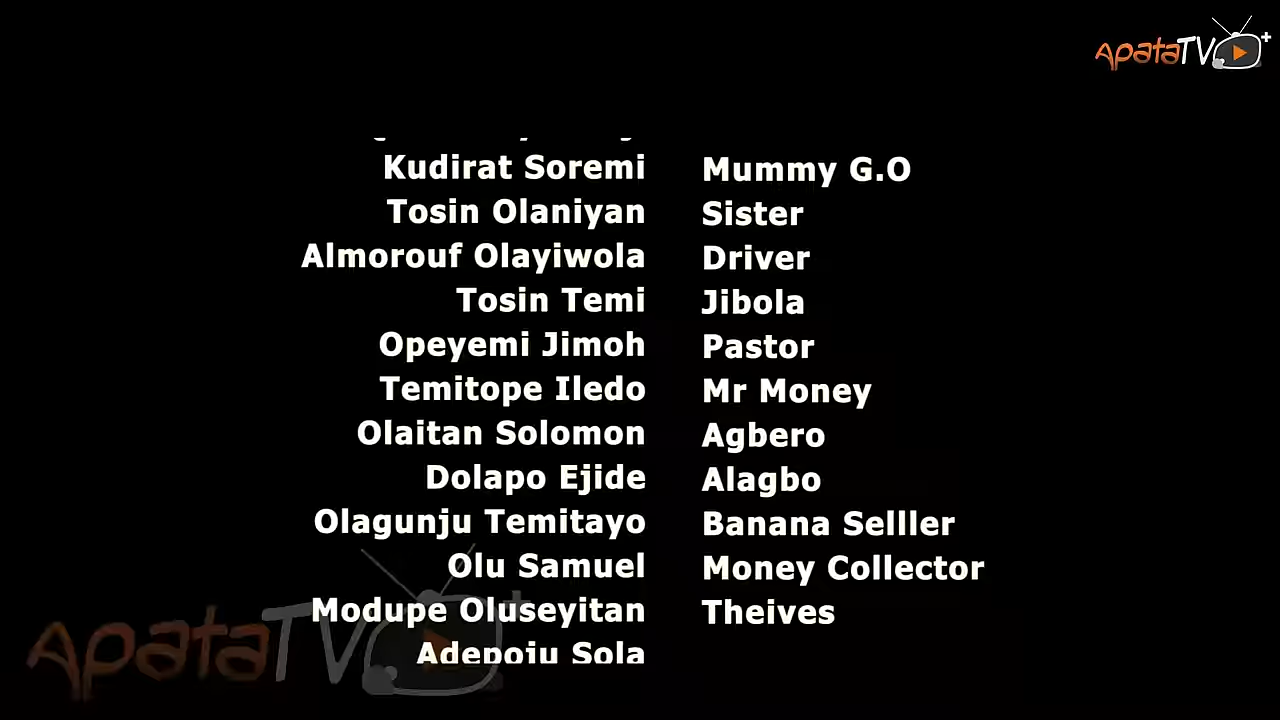 ApataTV+
Kudirat Soremi Mummy G.O
Tosin Olaniyan Sister
Almorouf Olayiwola Driver
Tosin Temi Jibola
Opeyemi Jimoh Pastor
Temitope Iledo Mr Money
Olaitan Solomon Agbero
Dolapo Ejide Alagbo
Olagunju Temitayo Banana Selller
Olu Samuel Money Collector
Modupe Oluseyitan Theives
Adepoju Sola
ApataTV+